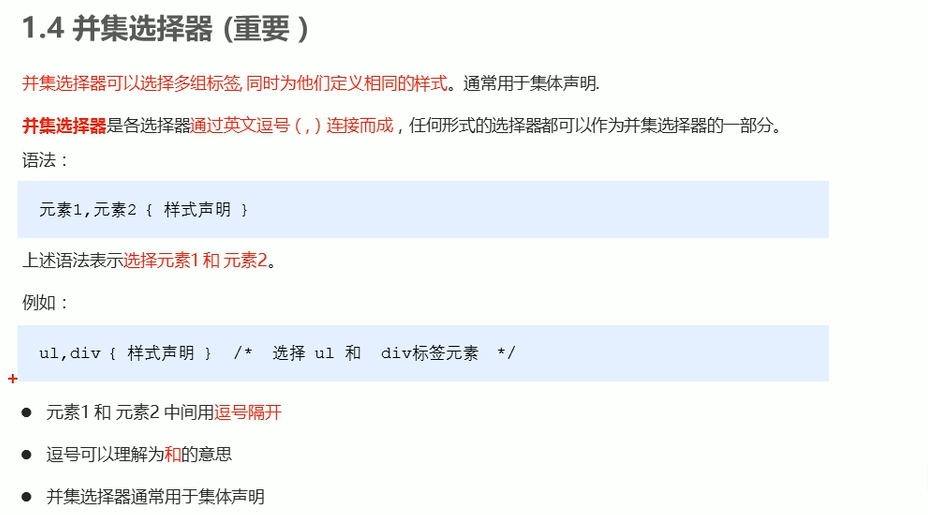 1.4 并集选择器 (重要 )
并集选择器可以选择多组标签, 同时为他们定义相同的样式。通常用于集体声明.
并集选择器是各选择器通过英文逗号 ( , ) 连接而成 , 任何形式的选择器都可以作为并集选择器的一部分。
语法 :
元素1,元素2 { 样式声明 }
上述语法表示选择元素1 和 元素2。
例如 :
ul,div { 样式声明 }  /*  选择 ul 和  div标签元素  */
● 元素1 和 元素2 中间用逗号隔开
● 逗号可以理解为和的意思
● 并集选择器通常用于集体声明